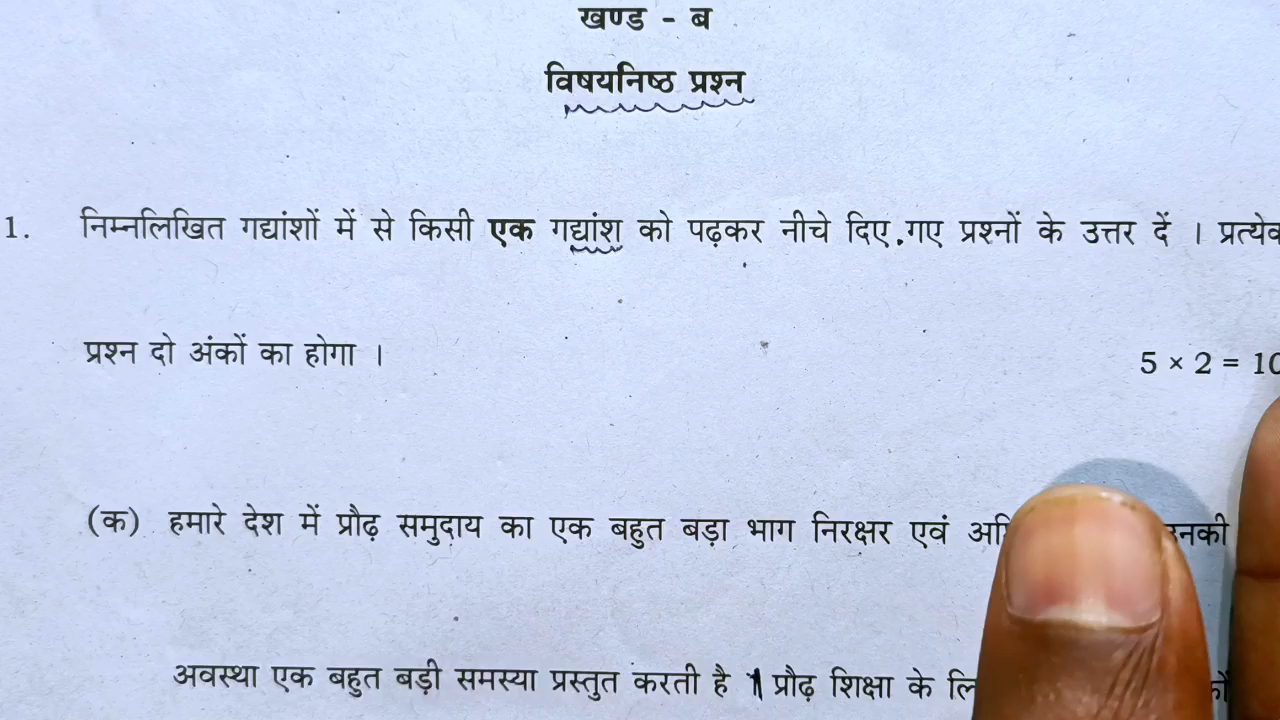 खण्ड - ब
विषयनिष्ठ प्रश्न
1. निम्नलिखित गद्यांशों में से किसी एक गद्यांश को पढ़कर नीचे दिए गए प्रश्नों के उत्तर दें । प्रत्येक
प्रश्न दो अंकों का होगा । 5 × 2 = 10
(क) हमारे देश में प्रौढ़ समुदाय का एक बहुत बड़ा भाग निरक्षर एवं
अवस्था एक बहुत बड़ी समस्या प्रस्तुत करती है । प्रौढ़ शिक्षा के